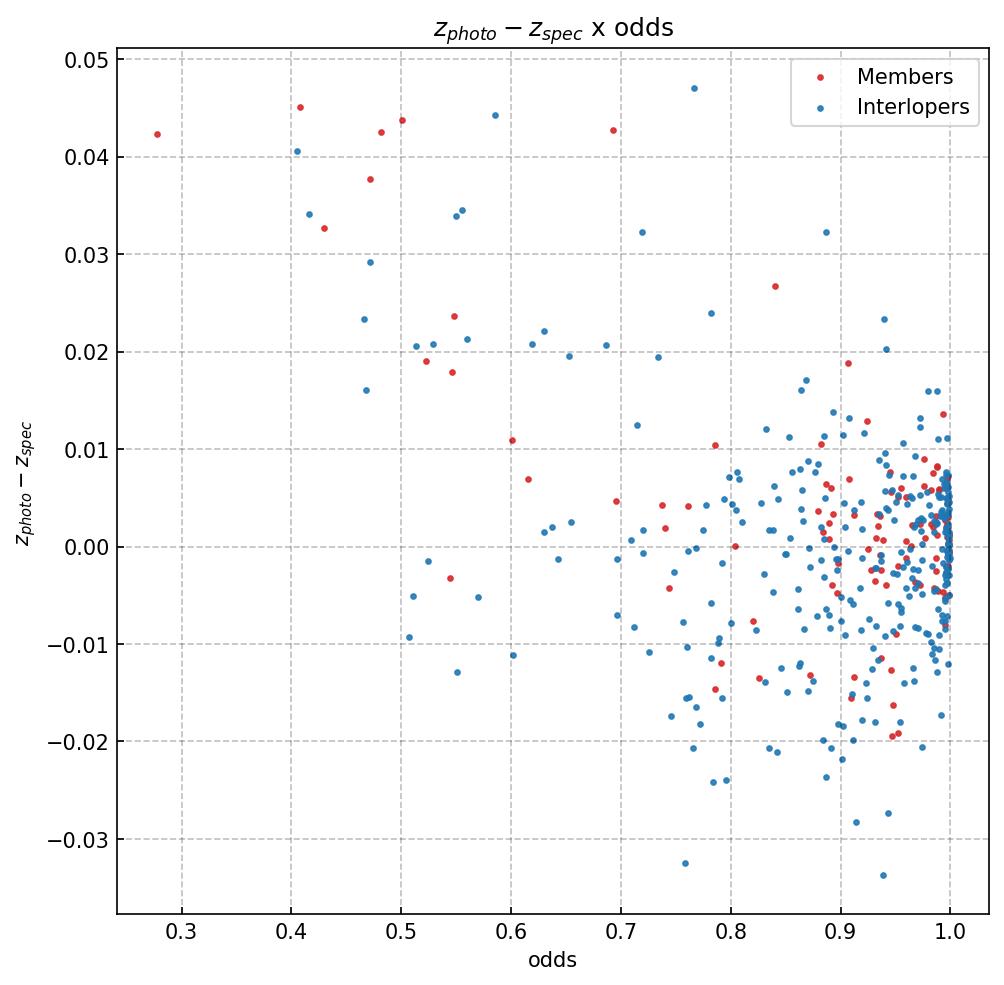 z_photo − z_spec x odds
0.05
0.04
0.03
0.02
0.01
0.00
−0.01
−0.02
−0.03
z_photo − z_spec
Members
Interlopers
0.3 0.4 0.5 0.6 0.7 0.8 0.9 1.0
odds